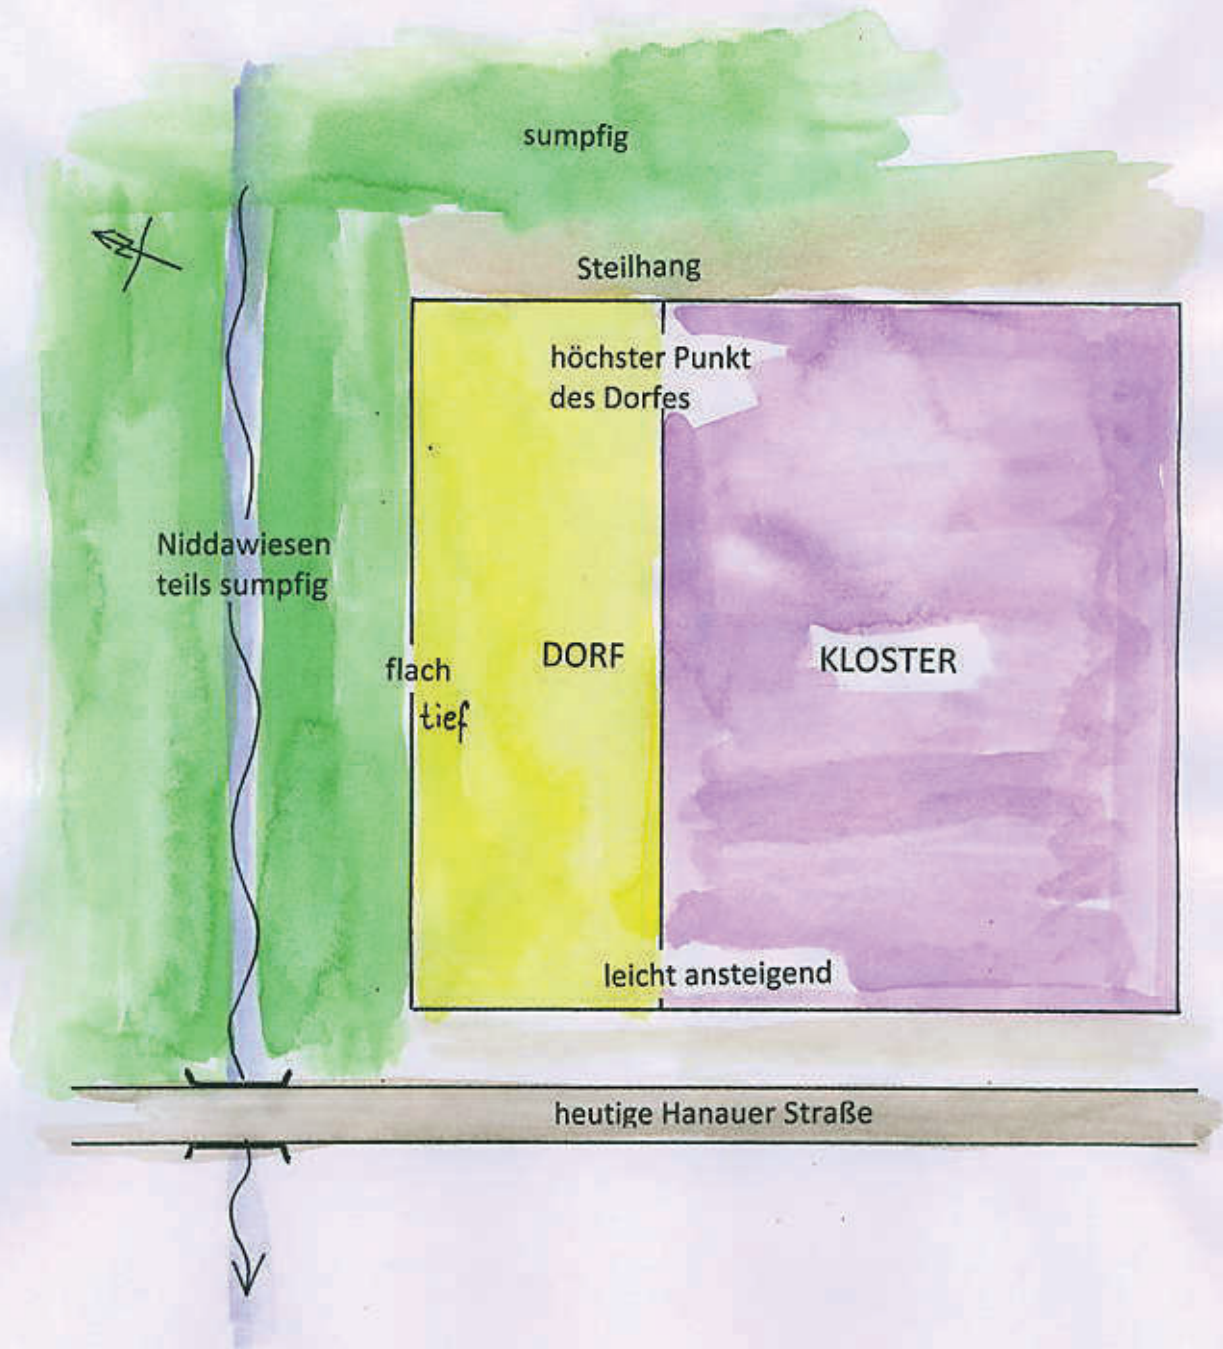 sumpfig
Steilhang
höchster Punkt
des Dorfes
Niddawiesen
teils sumpfig
flach
tief
DORF
KLOSTER
leicht ansteigend
heutige Hanauer Straße